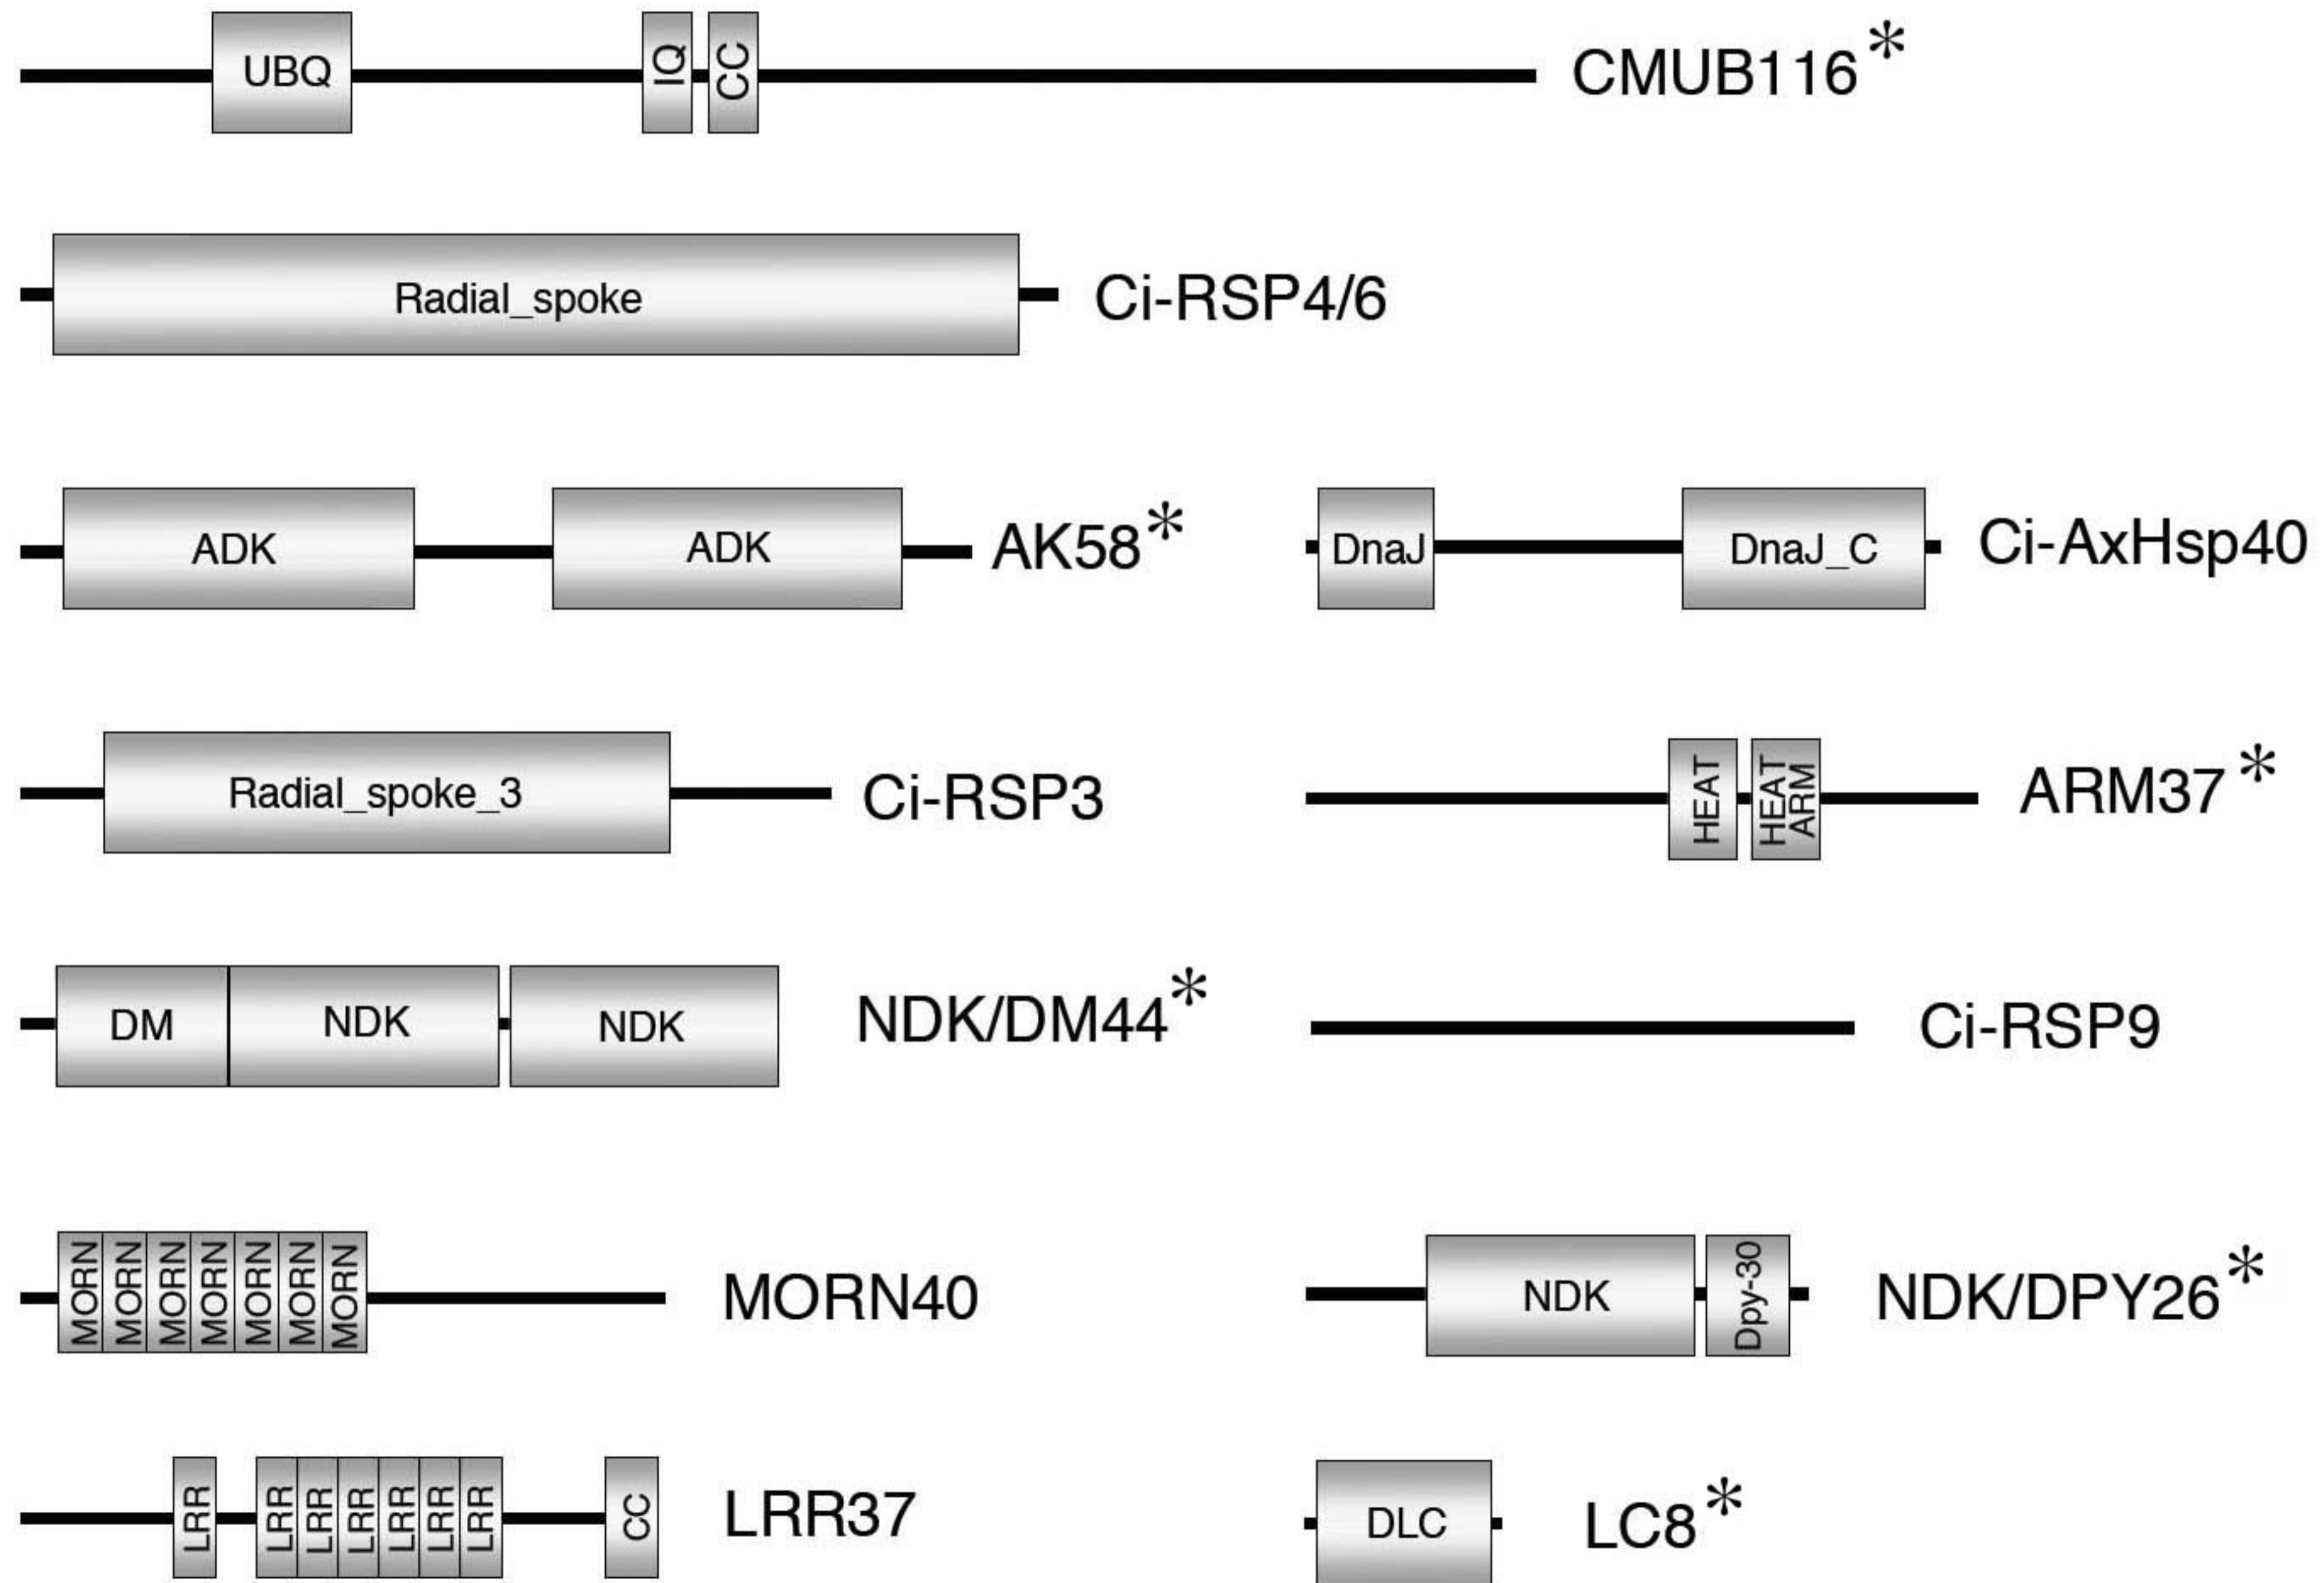 UBQ IQ CC CMUB116*
Radial_spoke Ci-RSP4/6
ADK ADK AK58* DnaJ DnaJ_C Ci-AxHsp40
Radial_spoke_3 Ci-RSP3 HEAT HEAT ARM ARM37*
DM NDK NDK NDK/DM44* Ci-RSP9
MORN MORN MORN MORN MORN MORN MORN MORN40 NDK Dpy-30 NDK/DPY26*
LRR LRR LRR LRR LRR LRR LRR CC LRR37 DLC LC8*